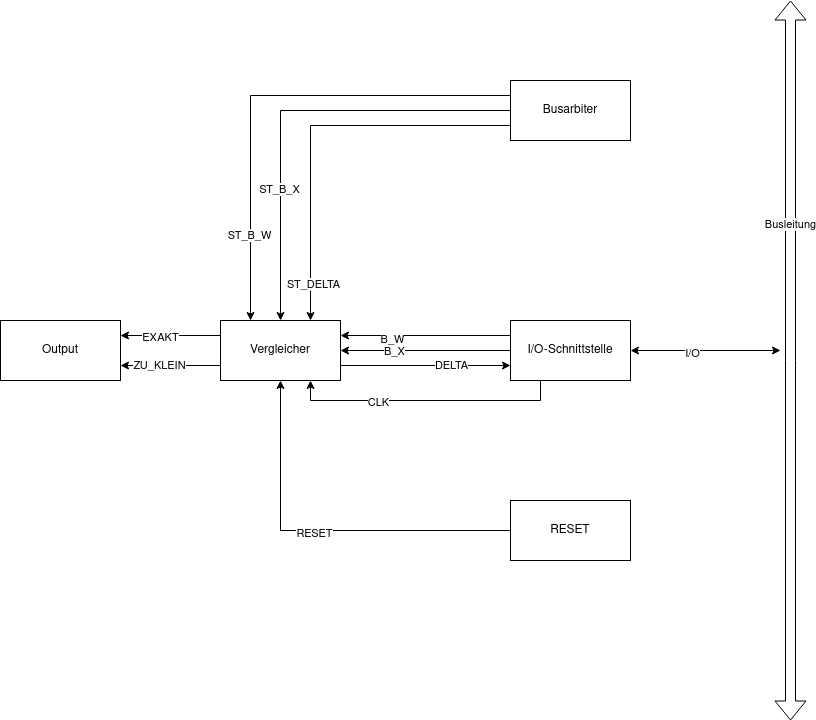 Busarbiter
ST_B_X
Busleitung
ST_B_W
ST_DELTA
EXAKT
B_W
Output
Vergleicher
B_X
I/O-Schnittstelle
I/O
ZU_KLEIN
DELTA
CLK
RESET
RESET